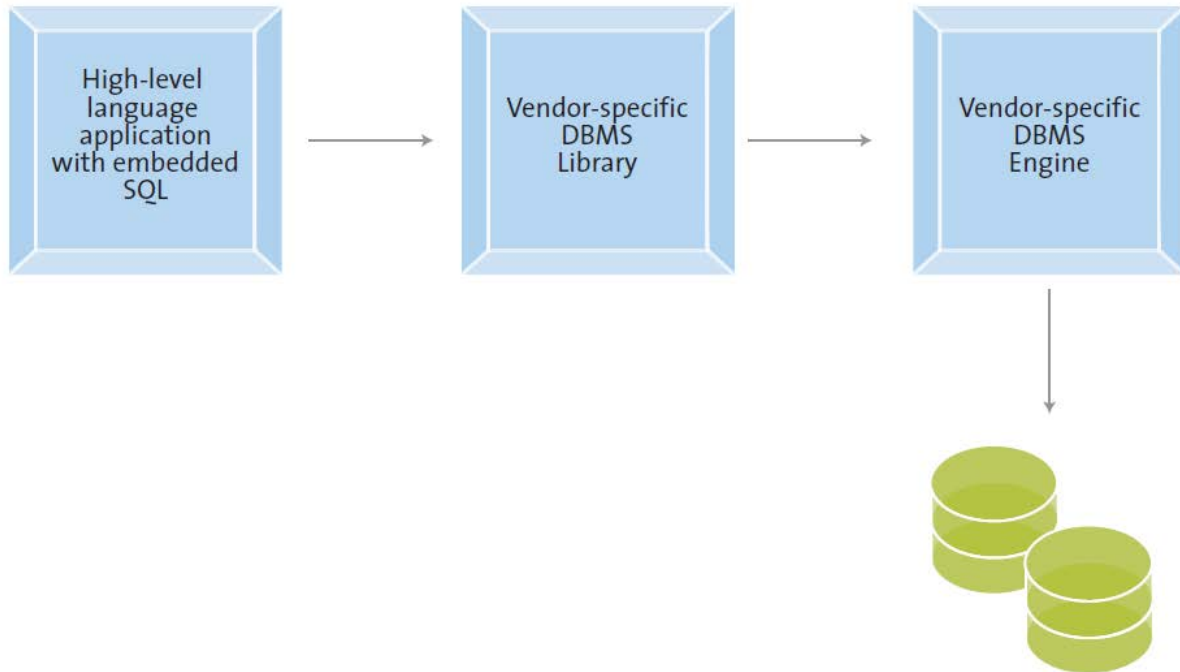 High-level
language
application
with embedded
SQL
Vendor-specific
DBMS
Library
Vendor-specific
DBMS
Engine